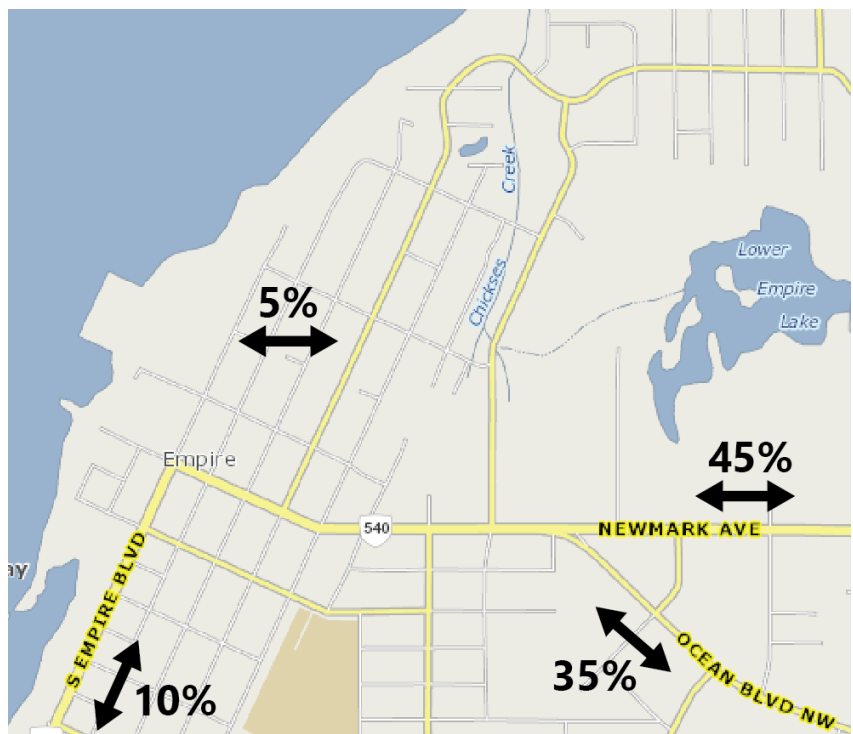 Creek
Lower
Empire
Lake
5%
Chickses
Empire
45%
540
NEWMARK AVE
ay
S EMPIRE BLVD
35%
OCEAN BLVD NW
10%